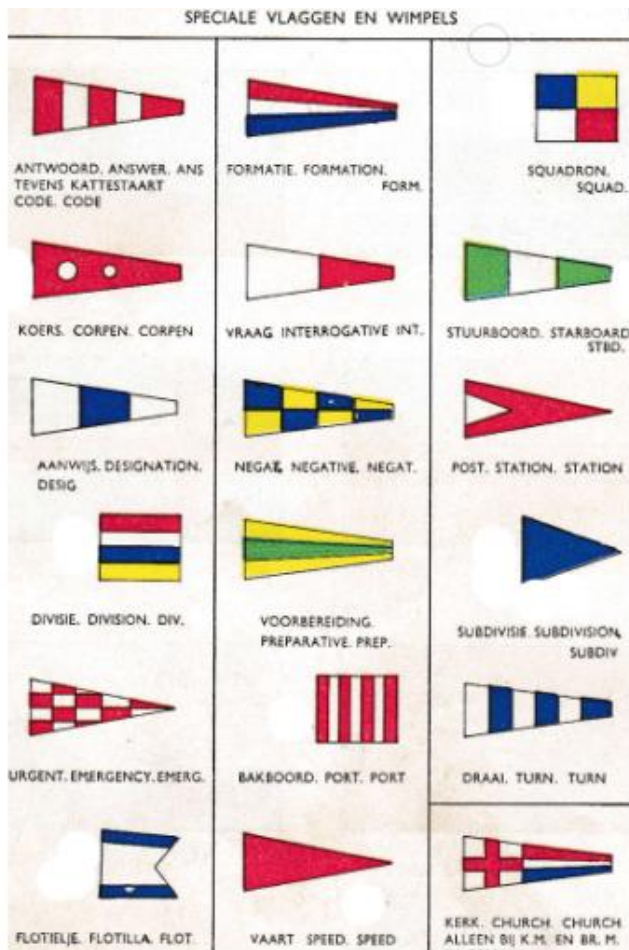 SPECIALE VLAGGEN EN WIMPELS
ANTWOORD. ANSWER. ANS
TEVENS KATTESTAART
CODE. CODE
FORMATIE. FORMATION.
FORM.
SQUADRON.
SQUAD.
KOERS. CORPEN. CORPEN
VRAAG INTERROGATIVE INT.
STUURBOORD. STARBOARD
STBD.
AANWIJS. DESIGNATION.
DESIG
NEGAT, NEGATIVE. NEGAT.
POST. STATION. STATION
DIVISIE. DIVISION. DIV.
VOORBEREIDING.
PREPARATIVE. PREP.
SUBDIVISIE. SUBDIVISION,
SUBDIV
URGENT. EMERGENCY. EMERG.
BAKBOORD. PORT. PORT
DRAAI. TURN. TURN
FLOTIELJE. FLOTILLA. FLOT.
VAART SPEED. SPEED
KERK. CHURCH. CHURCH
ALLEEN BIJ K.M. EN BR. M.